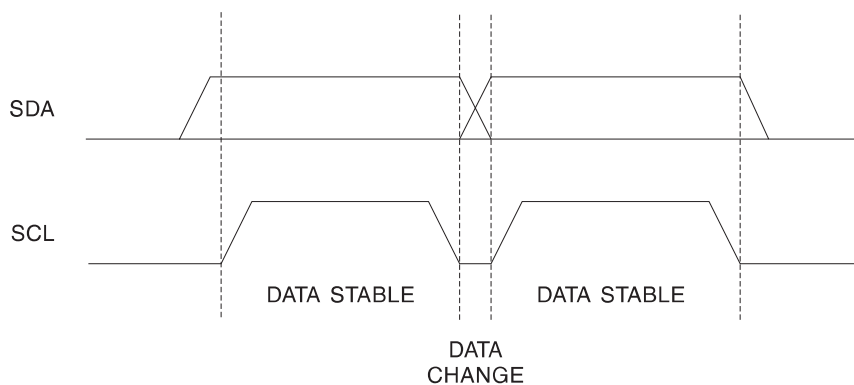 SDA
SCL
DATA STABLE
DATA STABLE
DATA
CHANGE